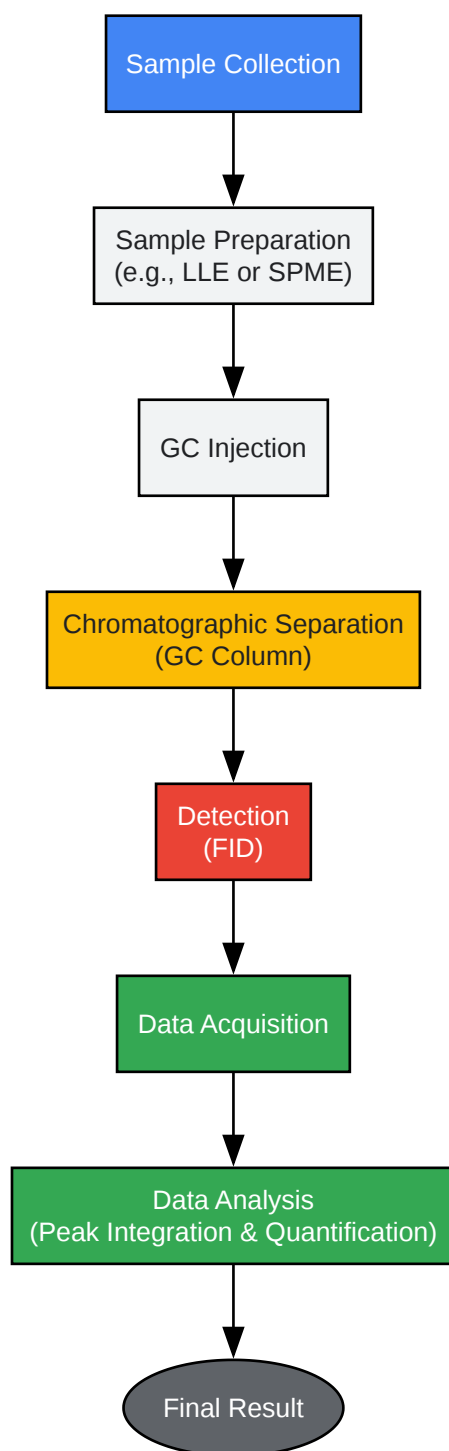 Sample Collection
Sample Preparation
(e.g., LLE or SPME)
GC Injection
Chromatographic Separation
(GC Column)
Detection
(FID)
Data Acquisition
Data Analysis
(Peak Integration & Quantification)
Final Result